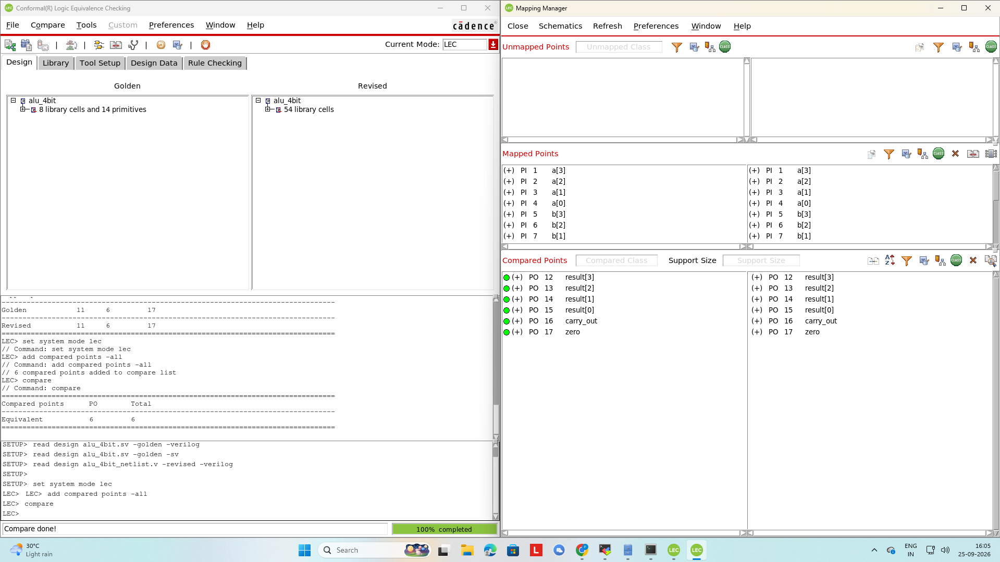 Conformal(R) Logic Equivalence Checking
File Compare Tools Custom Preferences Window Help
cādence®
Current Mode: LEC
Design Library Tool Setup Design Data Rule Checking
Golden
alu_4bit
8 library cells and 14 primitives
Revised
alu_4bit
54 library cells
Golden 11 6 17
Revised 11 6 17
LEC> set system mode lec
// Command: set system mode lec
LEC> add compared points -all
// Command: add compared points -all
// 6 compared points added to compare list
LEC> compare
// Command: compare
Compared points PO Total
Equivalent 6 6
SETUP> read design alu_4bit.sv -golden -verilog
SETUP> read design alu_4bit.sv -golden -sv
SETUP> read design alu_4bit_netlist.v -revised -verilog
SETUP>
SETUP> set system mode lec
LEC> LEC> add compared points -all
LEC> compare
LEC>
Compare done!
100% completed
Mapping Manager
Close Schematics Refresh Preferences Window Help
Unmapped Points Unmapped Class CLASS CLASS
Mapped Points CLASS
(+) PI 1 a[3] (+) PI 1 a[3]
(+) PI 2 a[2] (+) PI 2 a[2]
(+) PI 3 a[1] (+) PI 3 a[1]
(+) PI 4 a[0] (+) PI 4 a[0]
(+) PI 5 b[3] (+) PI 5 b[3]
(+) PI 6 b[2] (+) PI 6 b[2]
(+) PI 7 b[1] (+) PI 7 b[1]
Compared Points Compared Class Support Size Support Size A Z CLASS
(+) PO 12 result[3] (+) PO 12 result[3]
(+) PO 13 result[2] (+) PO 13 result[2]
(+) PO 14 result[1] (+) PO 14 result[1]
(+) PO 15 result[0] (+) PO 15 result[0]
(+) PO 16 carry_out (+) PO 16 carry_out
(+) PO 17 zero (+) PO 17 zero
30°C
Light rain
Search
L
LEC
LEC
ENG
IN
16:05
25-09-2026